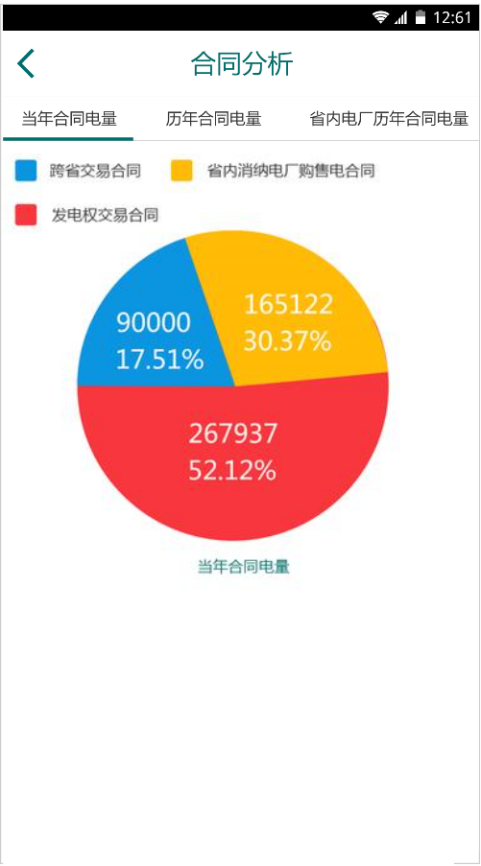 12:61
合同分析
当年合同电量 历年合同电量 省内电厂历年合同电量
跨省交易合同 省内消纳电厂购售电合同
发电权交易合同
165122
30.37%
90000
17.51%
267937
52.12%
当年合同电量